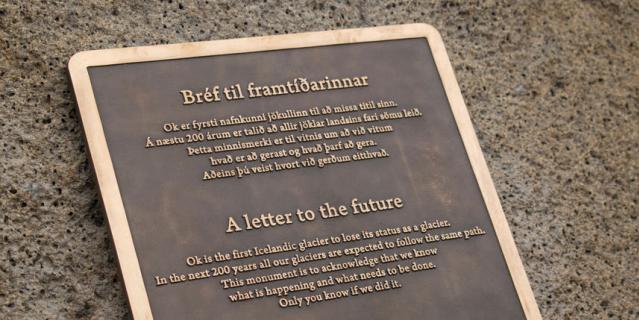 Bréf til framtíðarinnar
Ok er fyrsti nafnkunni jökullinn til að missa titil sinn.
Á næstu 200 árum er talið að allir jöklar landsins fari sömu leið.
Þetta minnismerki er til vitnis um að við vitum
hvað er að gerast og hvað þarf að gera.
Aðeins þú veist hvort við gerðum eitthvað.
A letter to the future
Ok is the first Icelandic glacier to lose its status as a glacier.
In the next 200 years all our glaciers are expected to follow the same path.
This monument is to acknowledge that we know
what is happening and what needs to be done.
Only you know if we did it.